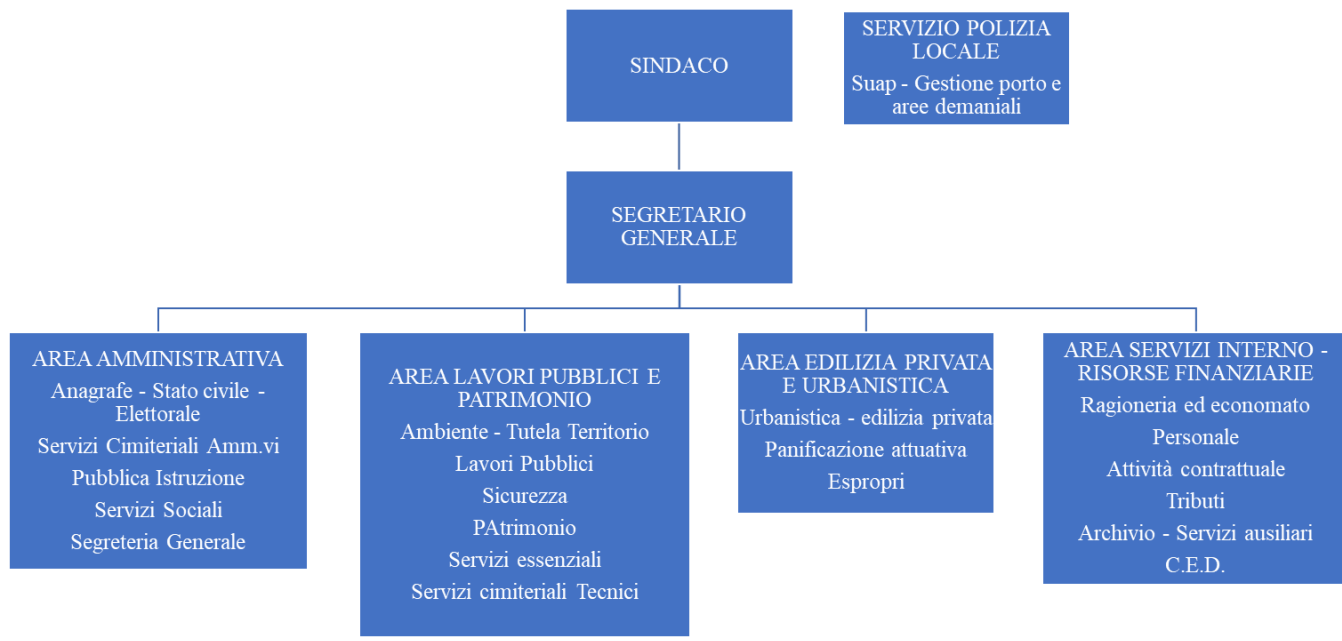 SINDACO
SERVIZIO POLIZIA
LOCALE
Suap - Gestione porto e
aree demaniali
SEGRETARIO
GENERALE
AREA AMMINISTRATIVA
Anagrafe - Stato civile -
Elettorale
Servizi Cimiteriali Amm.vi
Pubblica Istruzione
Servizi Sociali
Segreteria Generale
AREA LAVORI PUBBLICI E
PATRIMONIO
Ambiente - Tutela Territorio
Lavori Pubblici
Sicurezza
PAtrimonio
Servizi essenziali
Servizi cimiteriali Tecnici
AREA EDILIZIA PRIVATA
E URBANISTICA
Urbanistica - edilizia privata
Panificazione attuativa
Espropri
AREA SERVIZI INTERNO -
RISORSE FINANZIARIE
Ragioneria ed economato
Personale
Attività contrattuale
Tributi
Archivio - Servizi ausiliari
C.E.D.